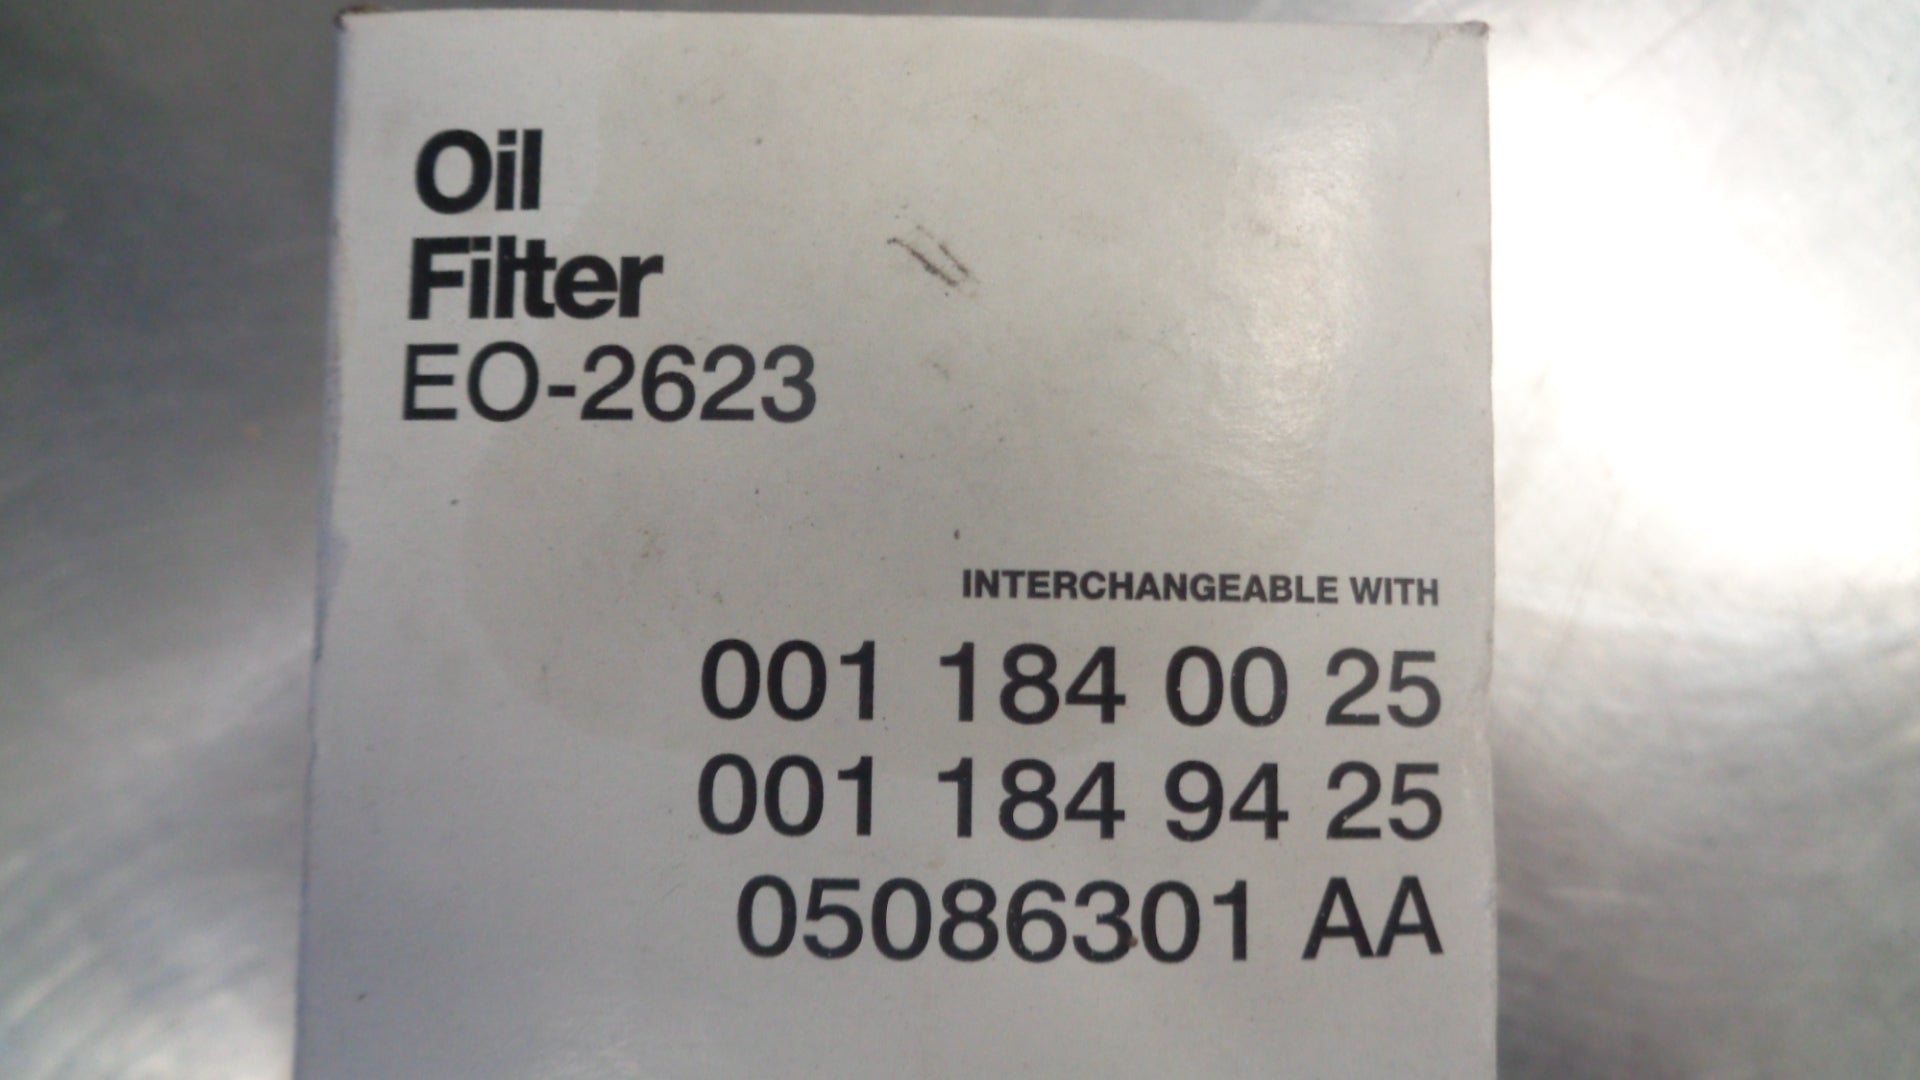 Oil
Filter
EO-2623
INTERCHANGEABLE WITH
001 184 00 25
001 184 94 25
05086301 AA